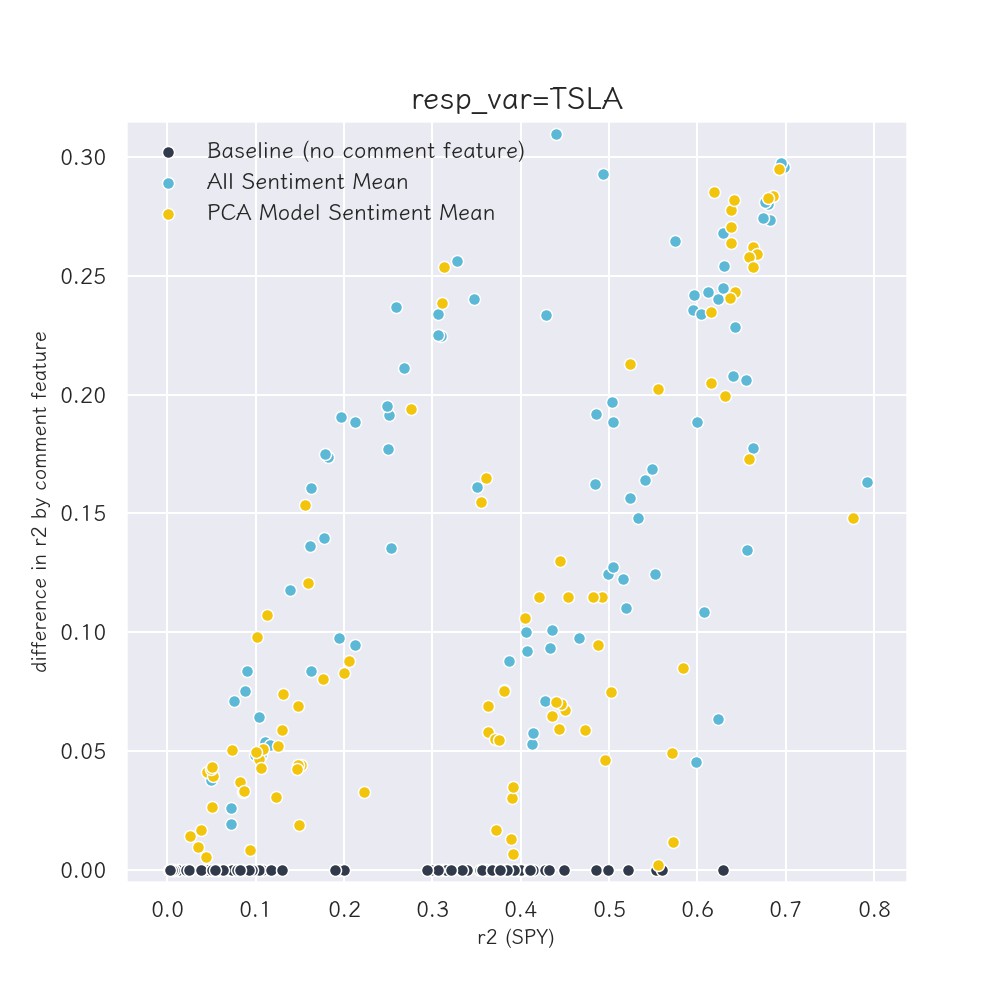 resp_var=TSLA
Baseline (no comment feature)
All Sentiment Mean
PCA Model Sentiment Mean
difference in r2 by comment feature
0.30
0.25
0.20
0.15
0.10
0.05
0.00
0.0 0.1 0.2 0.3 0.4 0.5 0.6 0.7 0.8
r2 (SPY)